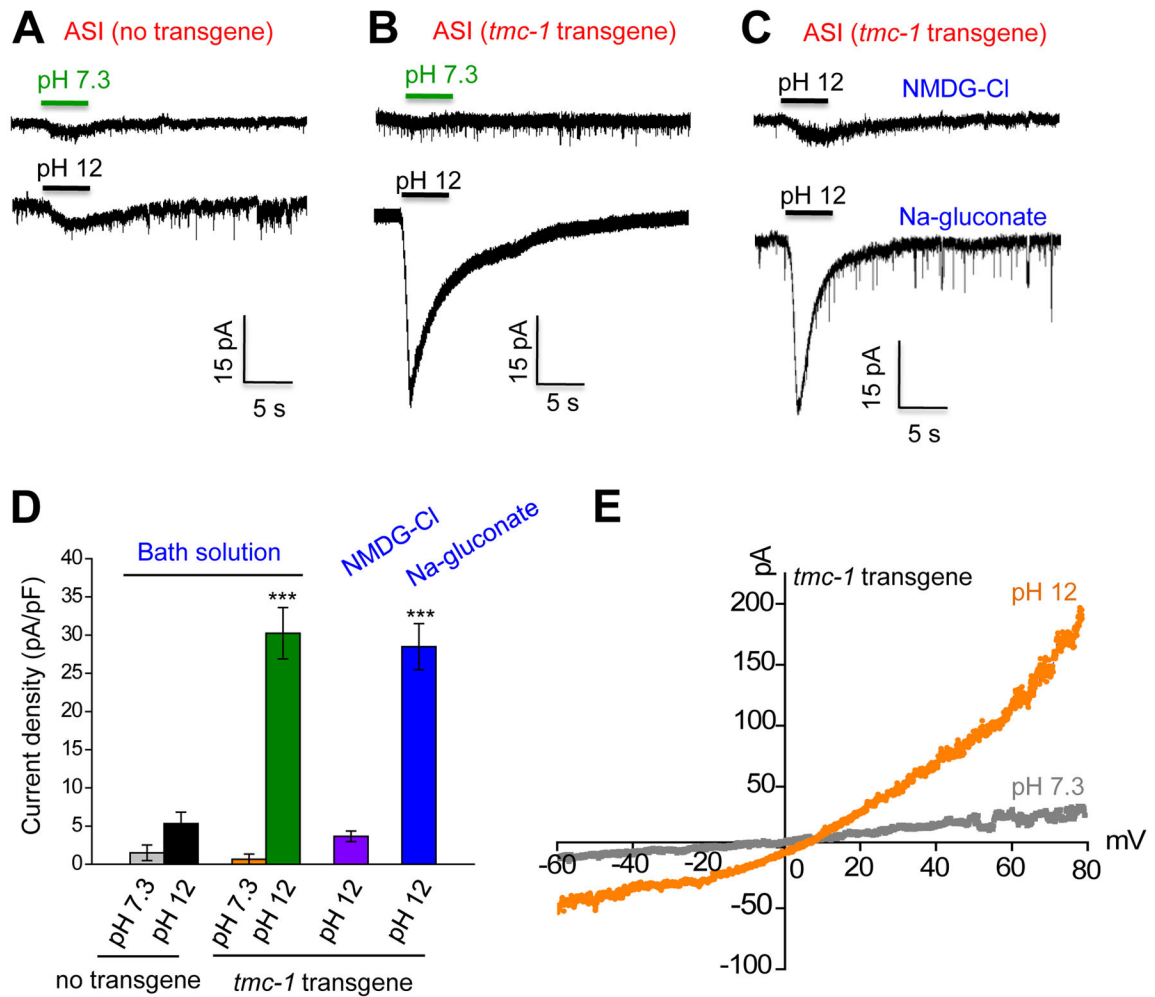 A
ASI (no transgene)
pH 7.3
pH 12
15 pA
5 s
B
ASI (tmc-1 transgene)
pH 7.3
pH 12
15 pA
5 s
C
ASI (tmc-1 transgene)
pH 12
NMDG-Cl
pH 12
Na-gluconate
15 pA
5 s
D
Bath solution
NMDG-Cl
Na-gluconate
Current density (pA/pF)
40
35
30
25
20
15
10
5
0
***
***
pH 7.3
pH 12
pH 7.3
pH 12
pH 12
pH 12
no transgene
tmc-1 transgene
E
pA
tmc-1 transgene
pH 12
pH 7.3
mV
200
150
100
50
-50
-100
-60
-40
-20
0
20
40
60
80